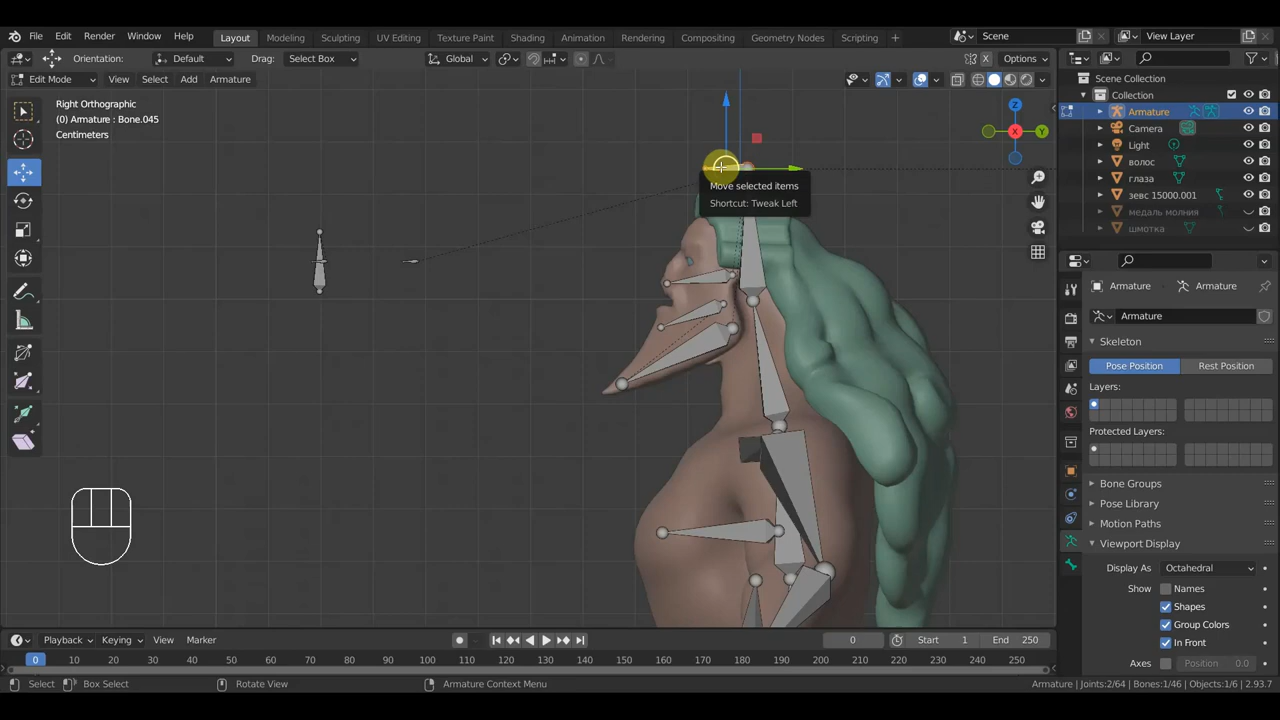 File Edit Render Window Help Layout Modeling Sculpting UV Editing Texture Paint Shading Animation Rendering Compositing Geometry Nodes Scripting + Scene View Layer
Orientation: Default Drag: Select Box Global X Options
Edit Mode View Select Add Armature
Right Orthographic
(0) Armature : Bone.045
Centimeters
Z
X
Y
Move selected items
Shortcut: Tweak Left
Scene Collection
Collection
Armature
Camera
Light
волос
глаза
зевс 15000.001
медаль молния
шмотка
Armature Armature
Armature
Skeleton
Pose Position Rest Position
Layers:
Protected Layers:
Bone Groups
Pose Library
Motion Paths
Viewport Display
Display As Octahedral
Show Names
Shapes
Group Colors
In Front
Axes Position 0.0
Playback Keying View Marker 0 Start 1 End 250
0 10 20 30 40 50 60 70 80 90 100 110 120 130 140 150 160 170 180 190 200 210 220 230 240 250
Select Box Select Rotate View Armature Context Menu Armature | Joints:2/64 | Bones:1/46 | Objects:1/6 | 2.93.7